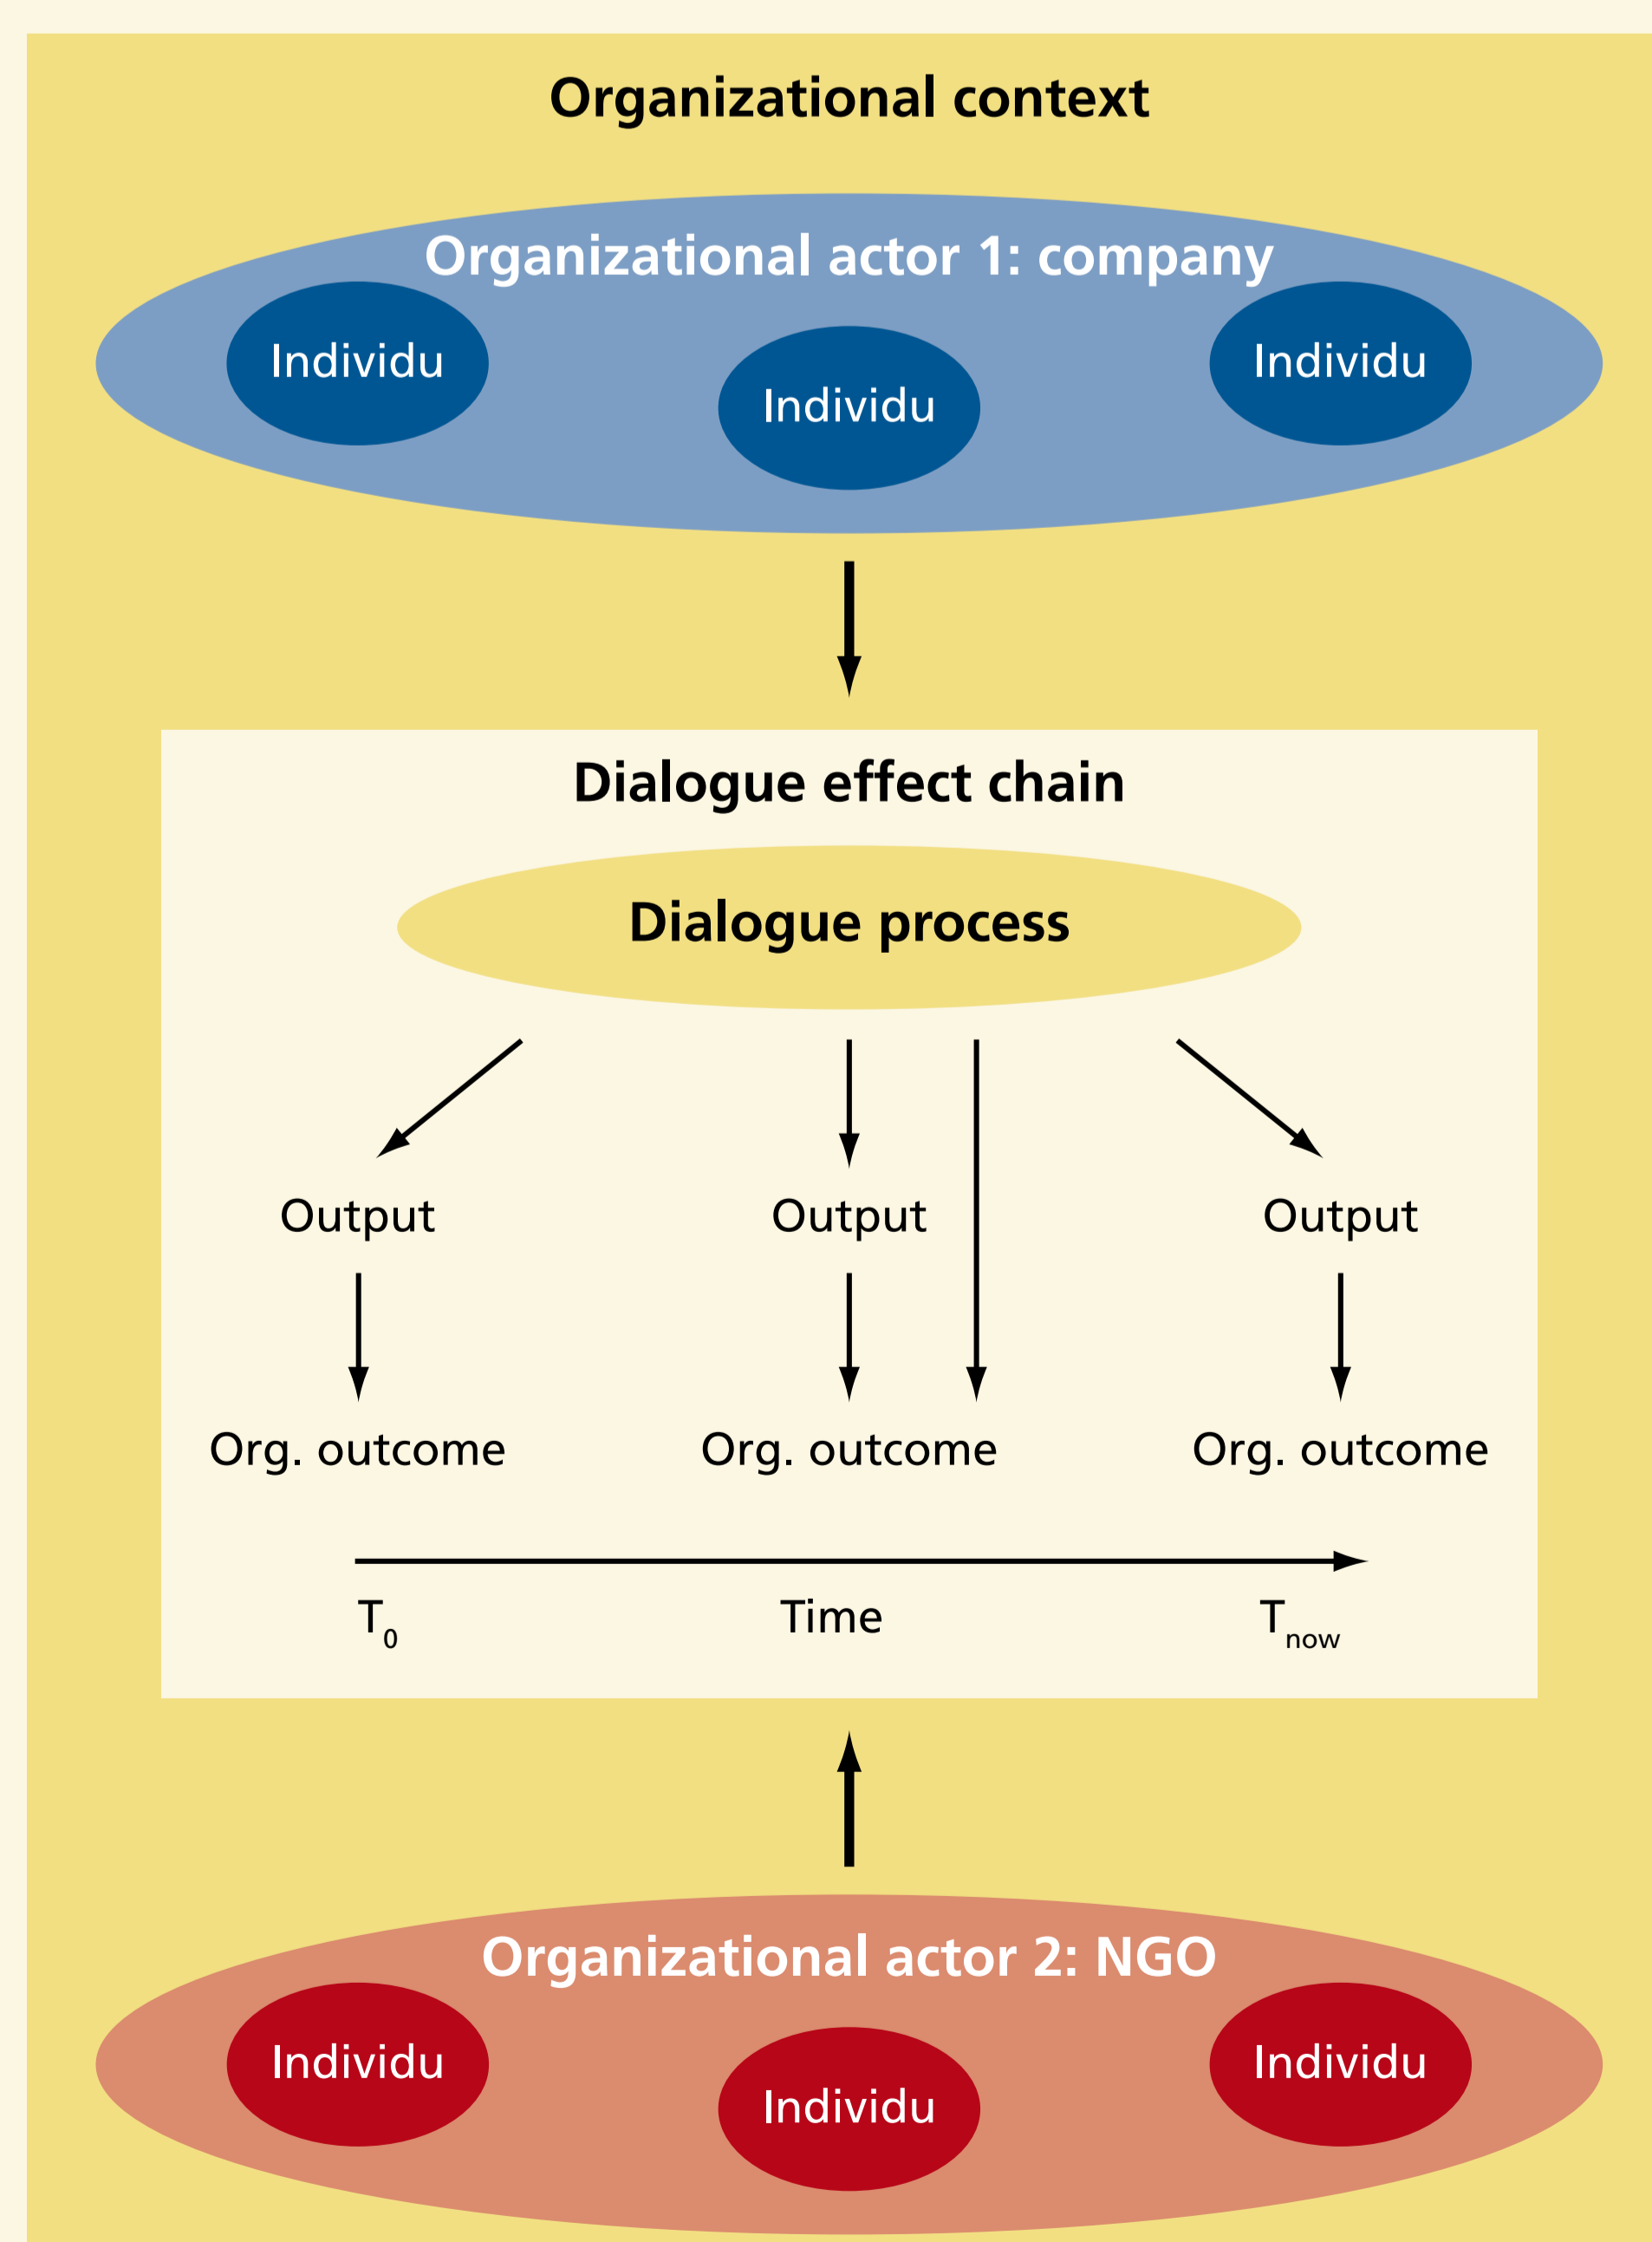 Organizational context
Organizational actor 1: company
Individu
Individu
Individu
Dialogue effect chain
Dialogue process
Output
Output
Output
Org. outcome
Org. outcome
Org. outcome
T0
Time
Tnow
Organizational actor 2: NGO
Individu
Individu
Individu